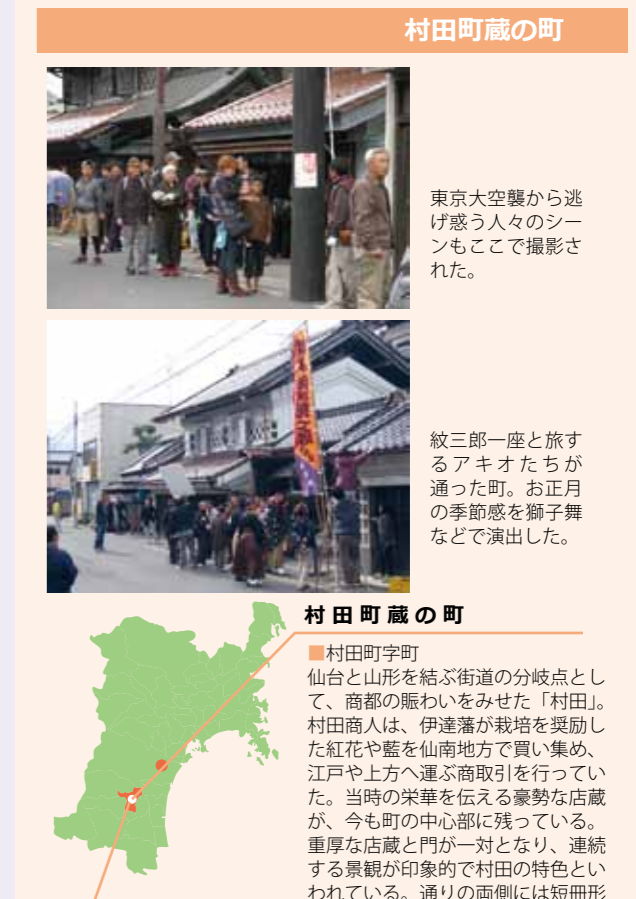 村田町蔵の町
東京大空襲から逃
げ惑う人々のシー
ンもここで撮影さ
れた。
紋三郎一座と旅す
るアキオたちが
通った町。お正月
の季節感を獅子舞
などで演出した。
村田町蔵の町
■村田町字町
仙台と山形を結ぶ街道の分岐点とし
て、商都の賑わいをみせた「村田」。
村田商人は、伊達藩が栽培を奨励し
た紅花や藍を仙南地方で買い集め、
江戸や上方へ運ぶ商取引を行ってい
た。当時の栄華を伝える豪勢な店蔵
が、今も町の中心部に残っている。
重厚な店蔵と門が一対となり、連続
する景観が印象的で村田の特色とい
われている。通りの両側には短冊形